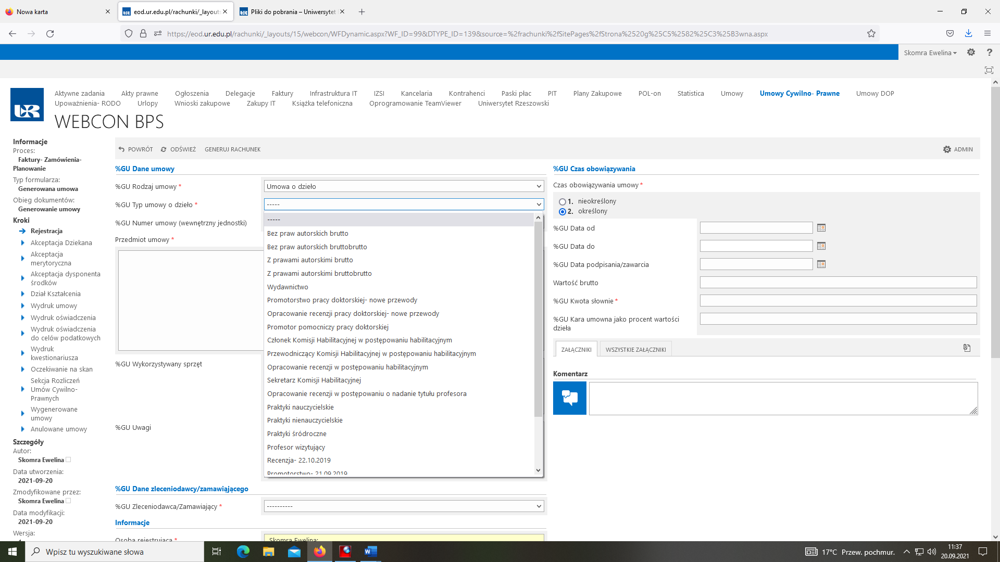 Nowa karta
eod.ur.edu.pl/rachunki/_layouts
Pliki do pobrania – Uniwersytet
https://eod.ur.edu.pl/rachunki/_layouts/15/webcon/WFDynamic.aspx?WF_ID=99&DTYPE_ID=139&source=%2frachunki%2fSitePages%2fStrona%2520g%25C5%2582%25C3%25B3wna.aspx
Skomra Ewelina
Aktywne zadania Akty prawne Ogłoszenia Delegacje Faktury Infrastruktura IT IZSI Kancelaria Kontrahenci Paski płac PIT Plany Zakupowe POL-on Statistica Umowy Umowy Cywilno- Prawne Umowy DOP
Upoważnienia- RODO Urlopy Wnioski zakupowe Zakupy IT Książka telefoniczna Oprogramowanie TeamViewer Uniwersytet Rzeszowski
UR
WEBCON BPS
Informacje
Proces:
Faktury- Zamówienia-
Planowanie
Typ formularza:
Generowana umowa
Obieg dokumentów:
Generowanie umowy
Kroki
Rejestracja
Akceptacja Dziekana
Akceptacja
merytoryczna
Akceptacja dysponenta
środków
Dział Kształcenia
Wydruk umowy
Wydruk oświadczenia
Wydruk oświadczenia
do celów podatkowych
Wydruk
kwestionariusza
Oczekiwanie na skan
Sekcja Rozliczeń
Umów Cywilno-
Prawnych
Wygenerowane
umowy
Anulowane umowy
Szczegóły
Autor:
Skomra Ewelina
Data utworzenia:
2021-09-20
Zmodyfikowane przez:
Skomra Ewelina
Data modyfikacji:
2021-09-20
Wersja:
POWRÓT ODŚWIEŻ GENERUJ RACHUNEK
ADMIN
%GU Dane umowy
%GU Rodzaj umowy *
Umowa o dzieło
%GU Typ umowy o dzieło *
-----
%GU Numer umowy (wewnętrzny jednostki)
Przedmiot umowy *
-----
Bez praw autorskich brutto
Bez praw autorskich bruttobrutto
Z prawami autorskimi brutto
Z prawami autorskimi bruttobrutto
Wydawnictwo
Promotorstwo pracy doktorskiej- nowe przewody
Opracowanie recenzji pracy doktorskiej- nowe przewody
Promotor pomocniczy pracy doktorskiej
Członek Komisji Habilitacyjnej w postępowaniu habilitacyjnym
Przewodniczący Komisji Habilitacyjnej w postępowaniu habilitacyjnym
Opracowanie recenzji w postępowaniu habilitacyjnym
Sekretarz Komisji Habilitacyjnej
Opracowanie recenzji w postępowaniu o nadanie tytułu profesora
Praktyki nauczycielskie
Praktyki nienauczycielskie
Praktyki śródroczne
Profesor wizytujący
Recenzja- 22.10.2019
Promotorstwo- 21.09.2019
%GU Wykorzystywany sprzęt
%GU Uwagi
%GU Dane zleceniodawcy/zamawiającego
%GU Zleceniodawca/Zamawiający *
----------
Informacje
Osoba rejestrująca *
Skomra Ewelina;
%GU Czas obowiązywania
Czas obowiązywania umowy *
1. nieokreślony
2. określony
%GU Data od
%GU Data do
%GU Data podpisania/zawarcia
Wartość brutto
%GU Kwota słownie *
%GU Kara umowna jako procent wartości
dzieła
ZAŁĄCZNIKI WSZYSTKIE ZAŁĄCZNIKI
Komentarz
Wpisz tu wyszukiwane słowa
17°C Przew. pochmur.
11:37
20.09.2021